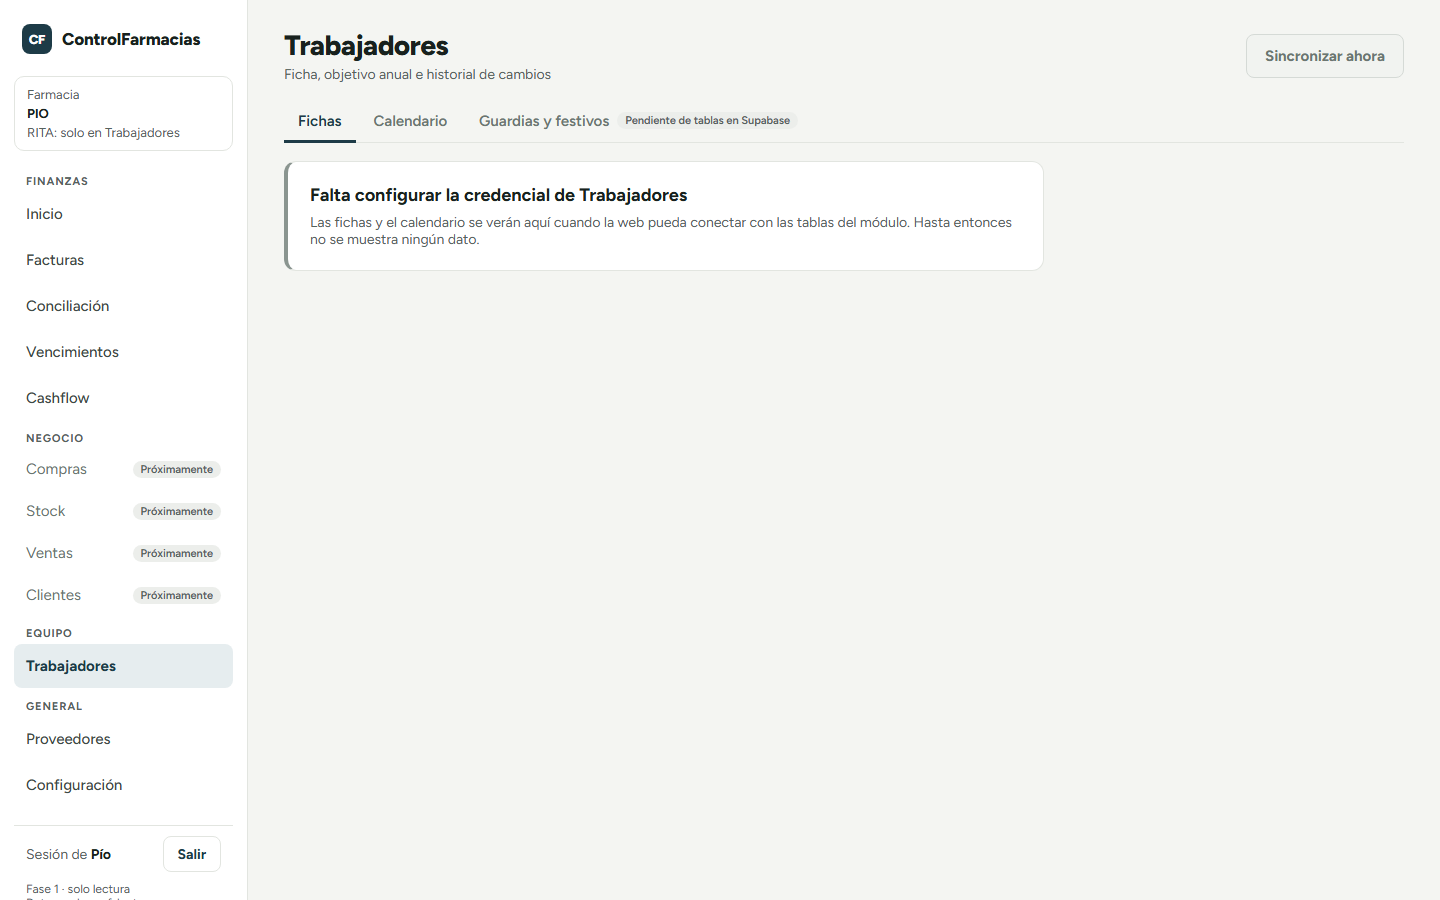 CF ControlFarmacias
Farmacia
PIO
RITA: solo en Trabajadores
FINANZAS
Inicio
Facturas
Conciliación
Vencimientos
Cashflow
NEGOCIO
Compras Próximamente
Stock Próximamente
Ventas Próximamente
Clientes Próximamente
EQUIPO
Trabajadores
GENERAL
Proveedores
Configuración
Sesión de Pío Salir
Fase 1 · solo lectura
Trabajadores
Ficha, objetivo anual e historial de cambios
Sincronizar ahora
Fichas Calendario Guardias y festivos Pendiente de tablas en Supabase
Falta configurar la credencial de Trabajadores
Las fichas y el calendario se verán aquí cuando la web pueda conectar con las tablas del módulo. Hasta entonces
no se muestra ningún dato.